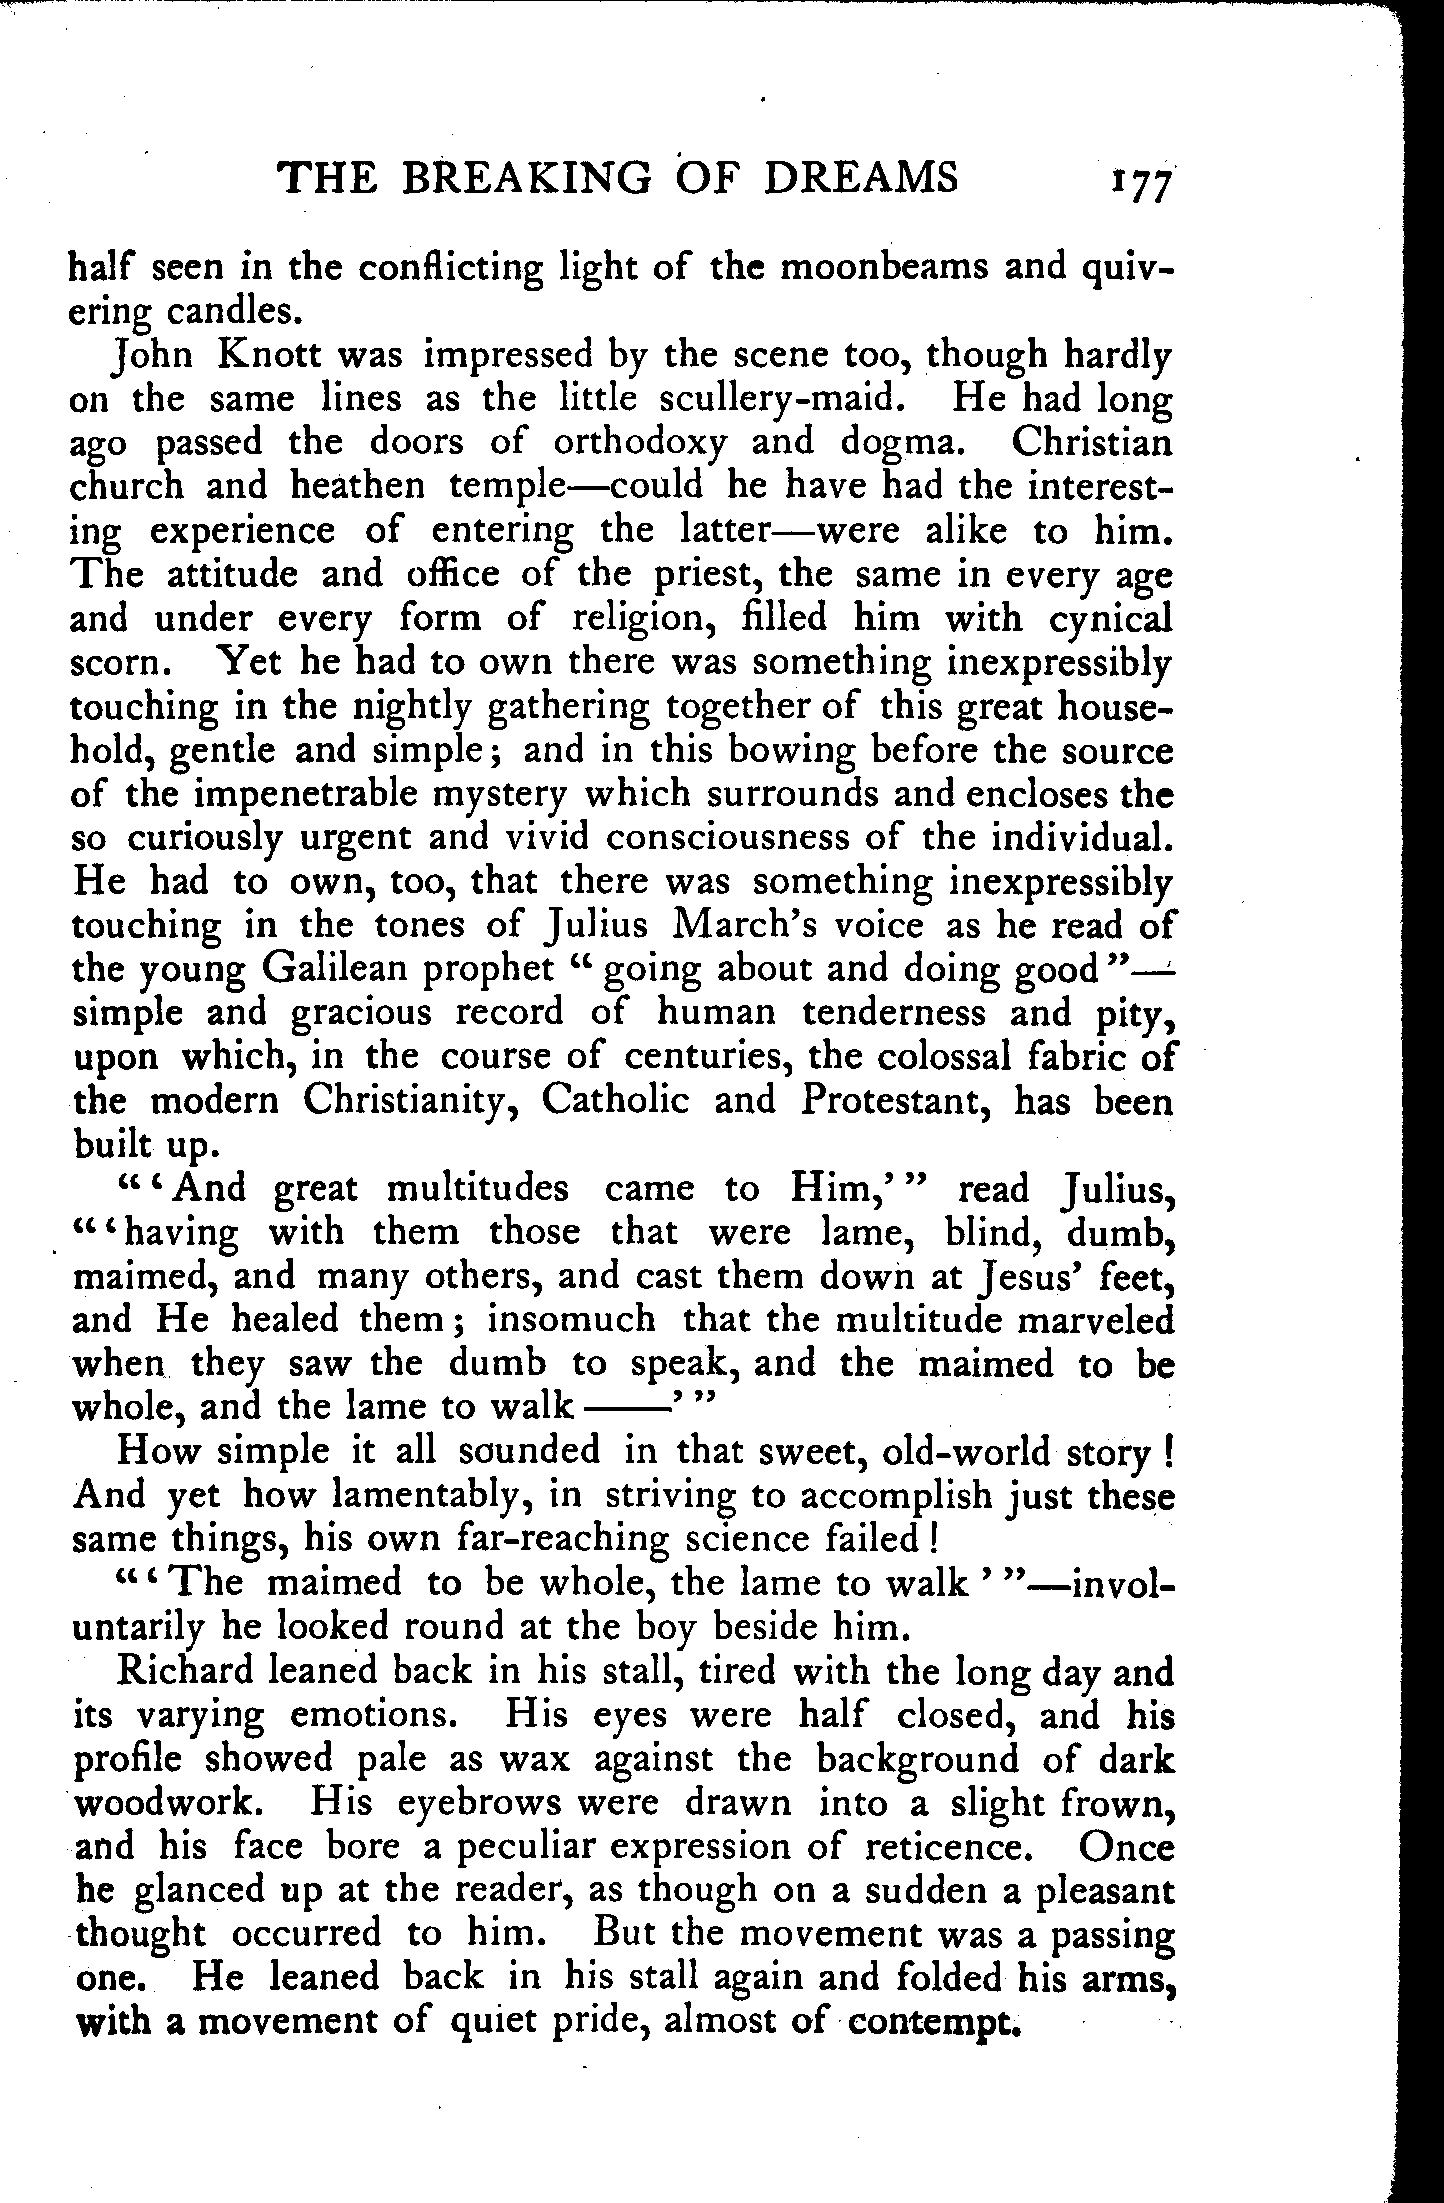 THE BREAKING OF DREAMS 177
half seen in the conflicting light of the moonbeams and quiv-
ering candles.
John Knott was impressed by the scene too, though hardly
on the same lines as the little scullery-maid. He had long
ago passed the doors of orthodoxy and dogma. Christian
church and heathen temple—could he have had the interest-
ing experience of entering the latter—were alike to him.
The attitude and office of the priest, the same in every age
and under every form of religion, filled him with cynical
scorn. Yet he had to own there was something inexpressibly
touching in the nightly gathering together of this great house-
hold, gentle and simple; and in this bowing before the source
of the impenetrable mystery which surrounds and encloses the
so curiously urgent and vivid consciousness of the individual.
He had to own, too, that there was something inexpressibly
touching in the tones of Julius March's voice as he read of
the young Galilean prophet “going about and doing good”—
simple and gracious record of human tenderness and pity,
upon which, in the course of centuries, the colossal fabric of
the modern Christianity, Catholic and Protestant, has been
built up.
“‘And great multitudes came to Him,’” read Julius,
“‘having with them those that were lame, blind, dumb,
maimed, and many others, and cast them down at Jesus’ feet,
and He healed them; insomuch that the multitude marveled
when they saw the dumb to speak, and the maimed to be
whole, and the lame to walk——’”
How simple it all sounded in that sweet, old-world story!
And yet how lamentably, in striving to accomplish just these
same things, his own far-reaching science failed!
“‘The maimed to be whole, the lame to walk’”—invol-
untarily he looked round at the boy beside him.
Richard leaned back in his stall, tired with the long day and
its varying emotions. His eyes were half closed, and his
profile showed pale as wax against the background of dark
woodwork. His eyebrows were drawn into a slight frown,
and his face bore a peculiar expression of reticence. Once
he glanced up at the reader, as though on a sudden a pleasant
thought occurred to him. But the movement was a passing
one. He leaned back in his stall again and folded his arms,
with a movement of quiet pride, almost of contempt.